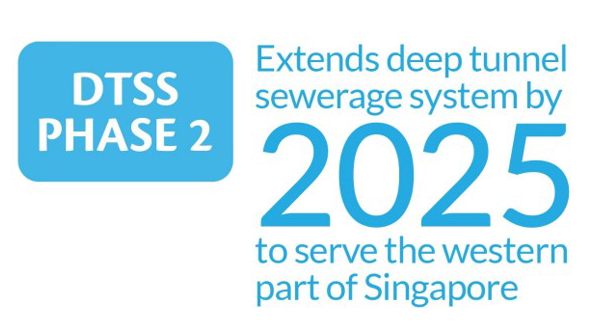 DTSS
PHASE 2
Extends deep tunnel
sewerage system by
2025
to serve the western
part of Singapore